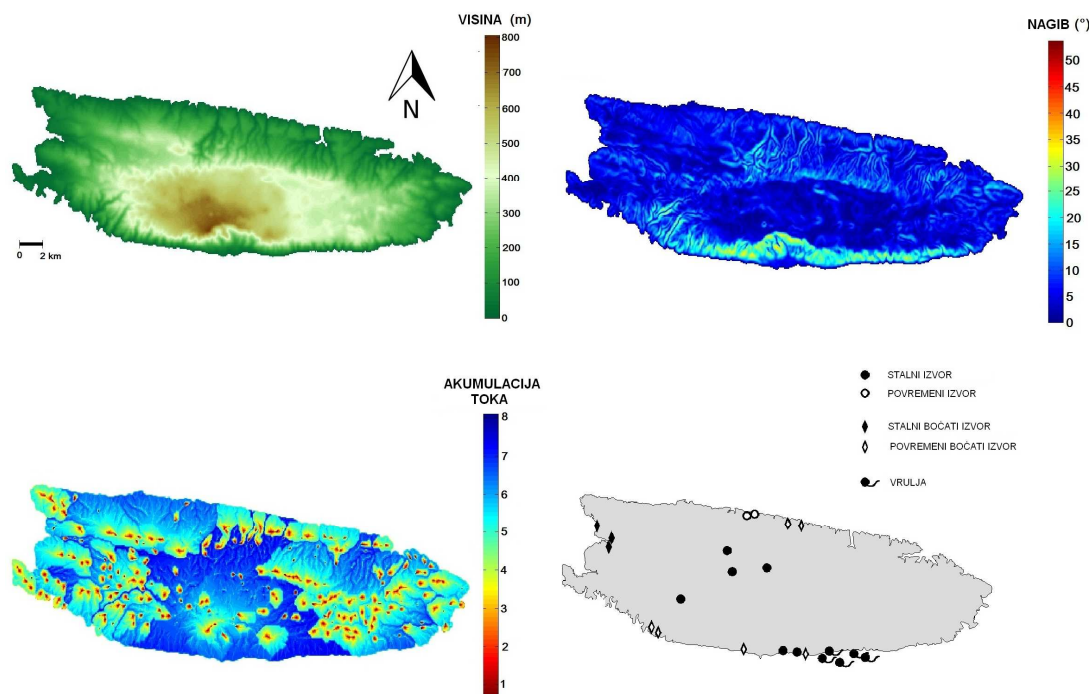 VISINA (m)
800
700
600
500
400
300
200
100
0
N
0 2 km
NAGIB (°)
50
45
40
35
30
25
20
15
10
5
0
AKUMULACIJA
TOKA
8
7
6
5
4
3
2
1
STALNI IZVOR
POVREMENI IZVOR
STALNI BOĆATI IZVOR
POVREMENI BOĆATI IZVOR
VRULJA